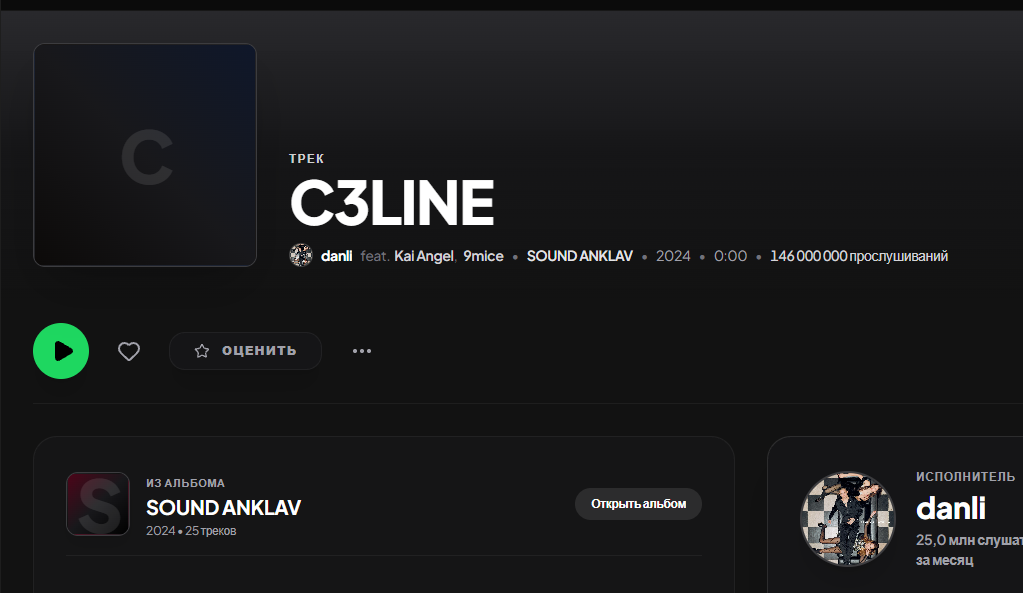 C
ТРЕК
C3LINE
danli feat. Kai Angel, 9mice • SOUND ANKLAV • 2024 • 0:00 • 146 000 000 прослушиваний
ОЦЕНИТЬ
S
ИЗ АЛЬБОМА
SOUND ANKLAV
2024 • 25 треков
Открыть альбом
ИСПОЛНИТЕЛЬ
danli
25,0 млн слушат
за месяц